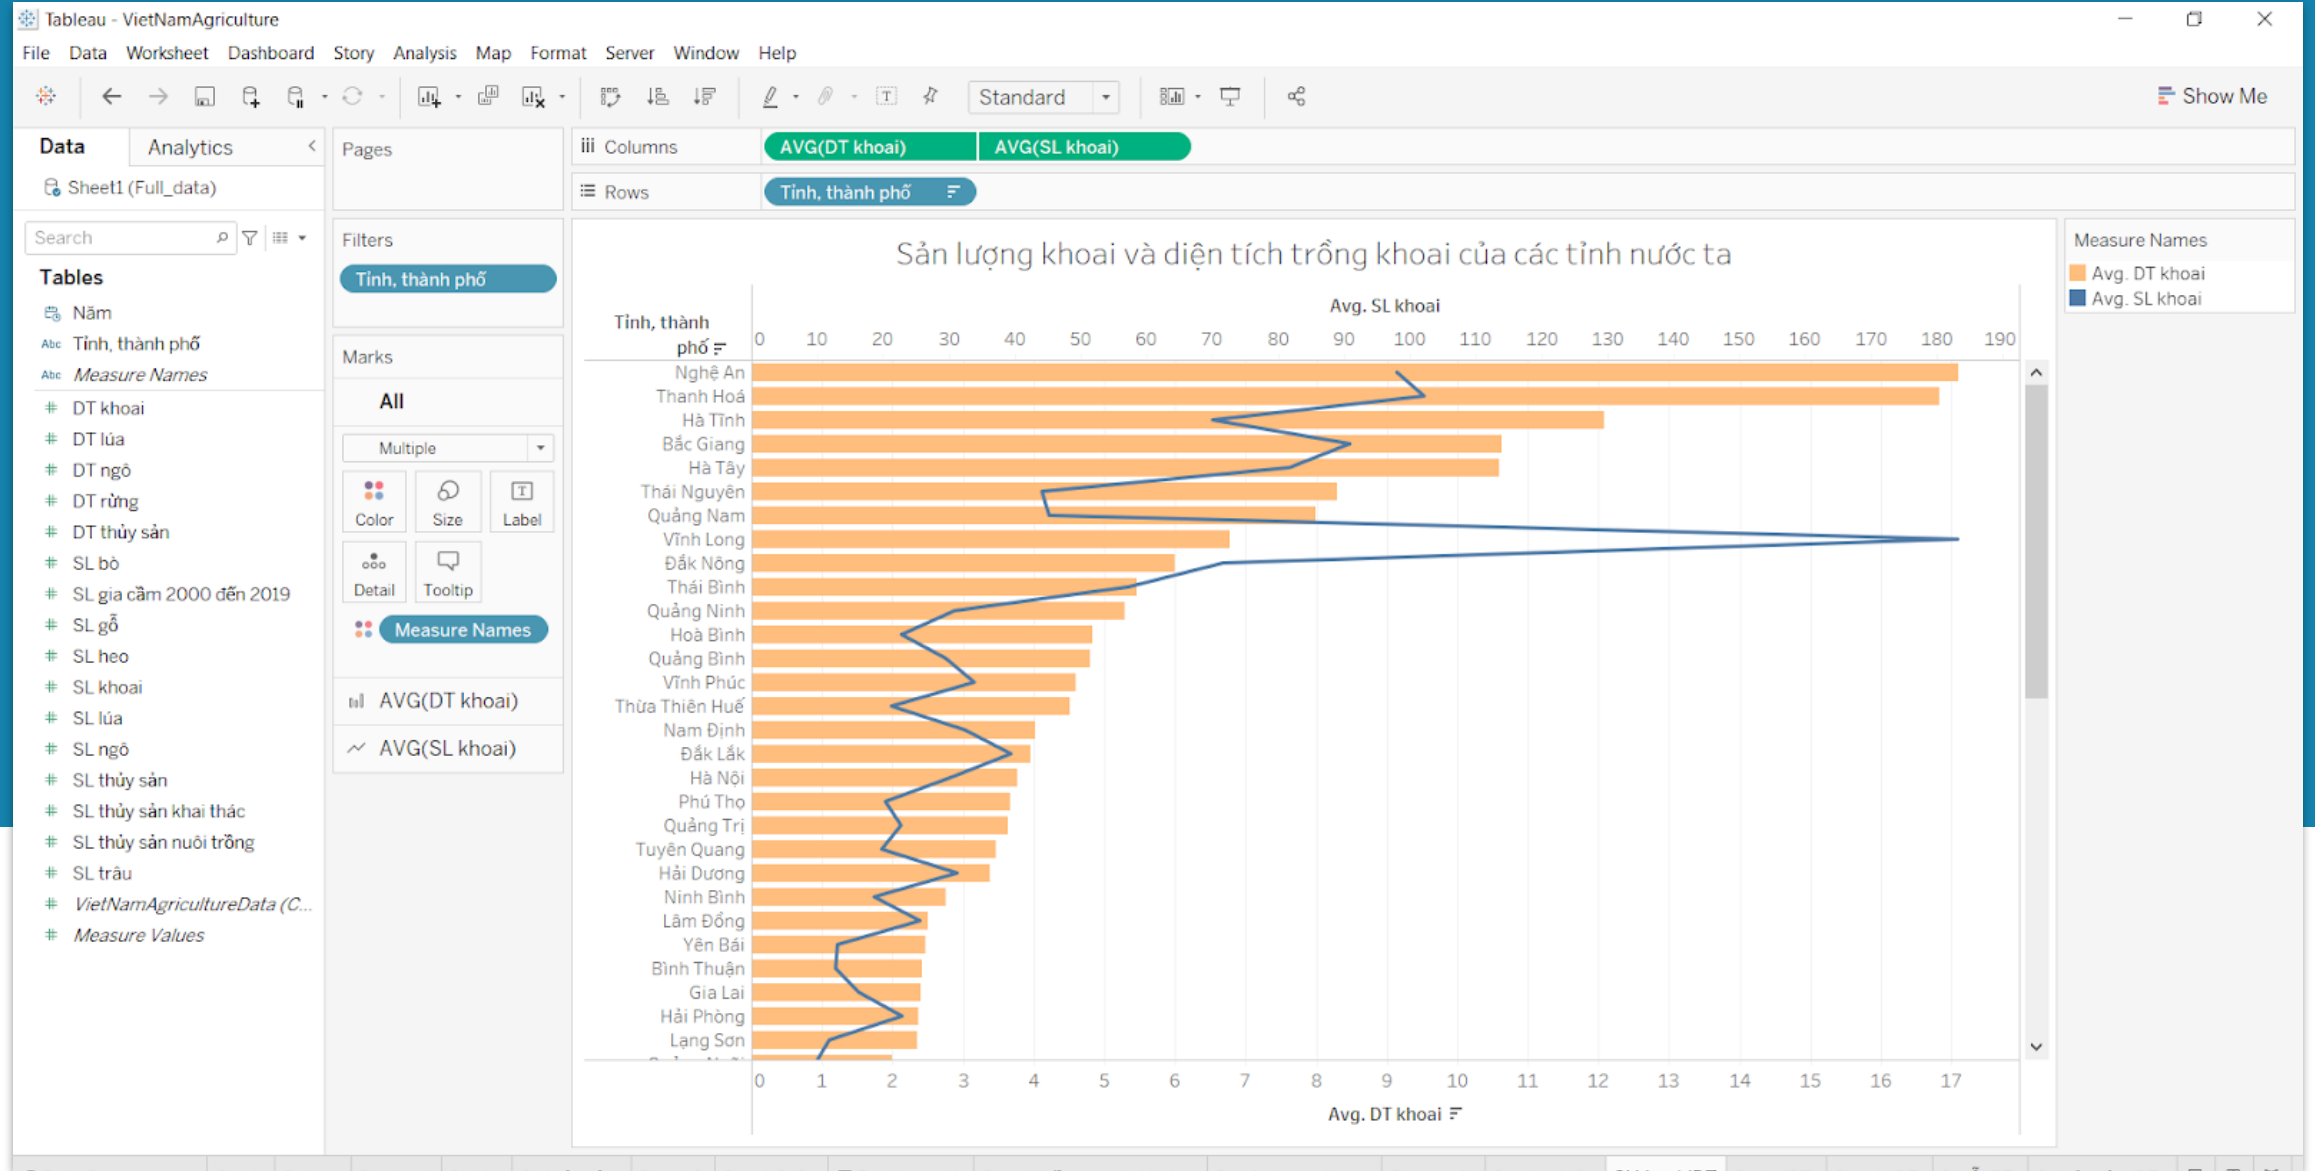 Tableau - VietNamAgriculture
File Data Worksheet Dashboard Story Analysis Map Format Server Window Help
Standard
Show Me
Data Analytics
Sheet1 (Full_data)
Search
Tables
Năm
Abc Tỉnh, thành phố
Abc Measure Names
# DT khoai
# DT lúa
# DT ngô
# DT rừng
# DT thủy sản
# SL bò
# SL gia cầm 2000 đến 2019
# SL gỗ
# SL heo
# SL khoai
# SL lúa
# SL ngô
# SL thủy sản
# SL thủy sản khai thác
# SL thủy sản nuôi trồng
# SL trâu
# VietNamAgricultureData (C...
# Measure Values
Pages
Filters
Tỉnh, thành phố
Marks
All
Multiple
Color Size Label
Detail Tooltip
Measure Names
AVG(DT khoai)
AVG(SL khoai)
Columns AVG(DT khoai) AVG(SL khoai)
Rows Tỉnh, thành phố
Sản lượng khoai và diện tích trồng khoai của các tỉnh nước ta
Avg. SL khoai
Tỉnh, thành
phố
0 10 20 30 40 50 60 70 80 90 100 110 120 130 140 150 160 170 180 190
Nghệ An
Thanh Hoá
Hà Tĩnh
Bắc Giang
Hà Tây
Thái Nguyên
Quảng Nam
Vĩnh Long
Đắk Nông
Thái Bình
Quảng Ninh
Hoà Bình
Quảng Bình
Vĩnh Phúc
Thừa Thiên Huế
Nam Định
Đắk Lắk
Hà Nội
Phú Thọ
Quảng Trị
Tuyên Quang
Hải Dương
Ninh Bình
Lâm Đồng
Yên Bái
Bình Thuận
Gia Lai
Hải Phòng
Lạng Sơn
0 1 2 3 4 5 6 7 8 9 10 11 12 13 14 15 16 17
Avg. DT khoai
Measure Names
Avg. DT khoai
Avg. SL khoai